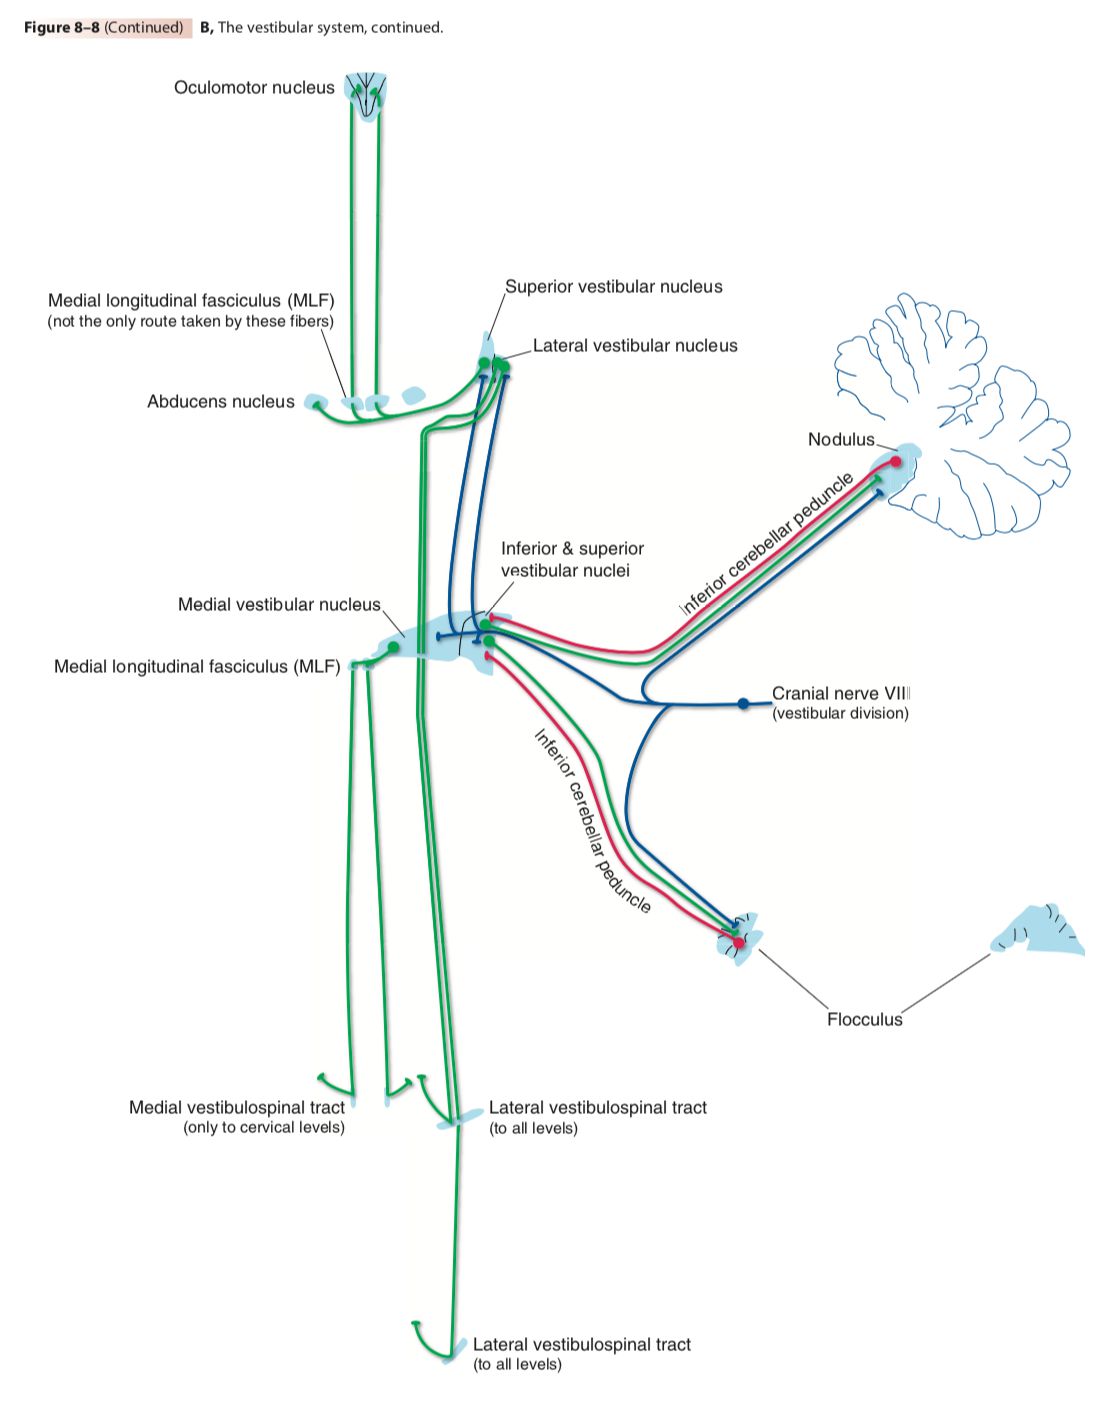 Figure 8–8 (Continued) B, The vestibular system, continued.
Oculomotor nucleus
Superior vestibular nucleus
Medial longitudinal fasciculus (MLF)
(not the only route taken by these fibers)
Lateral vestibular nucleus
Abducens nucleus
Nodulus
Inferior cerebellar peduncle
Inferior & superior
vestibular nuclei
Medial vestibular nucleus
Medial longitudinal fasciculus (MLF)
Cranial nerve VIII
(vestibular division)
Inferior cerebellar peduncle
Flocculus
Medial vestibulospinal tract
(only to cervical levels)
Lateral vestibulospinal tract
(to all levels)
Lateral vestibulospinal tract
(to all levels)